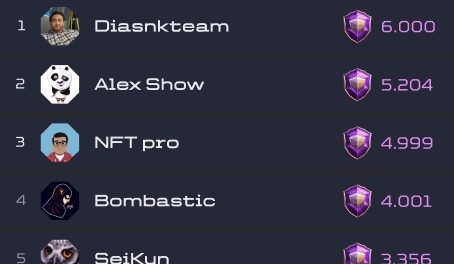 1 Diasnkteam 6.000
2 Alex Show 5.204
3 NFT pro 4.999
4 Bombastic 4.001
5 SeiKun 3.356